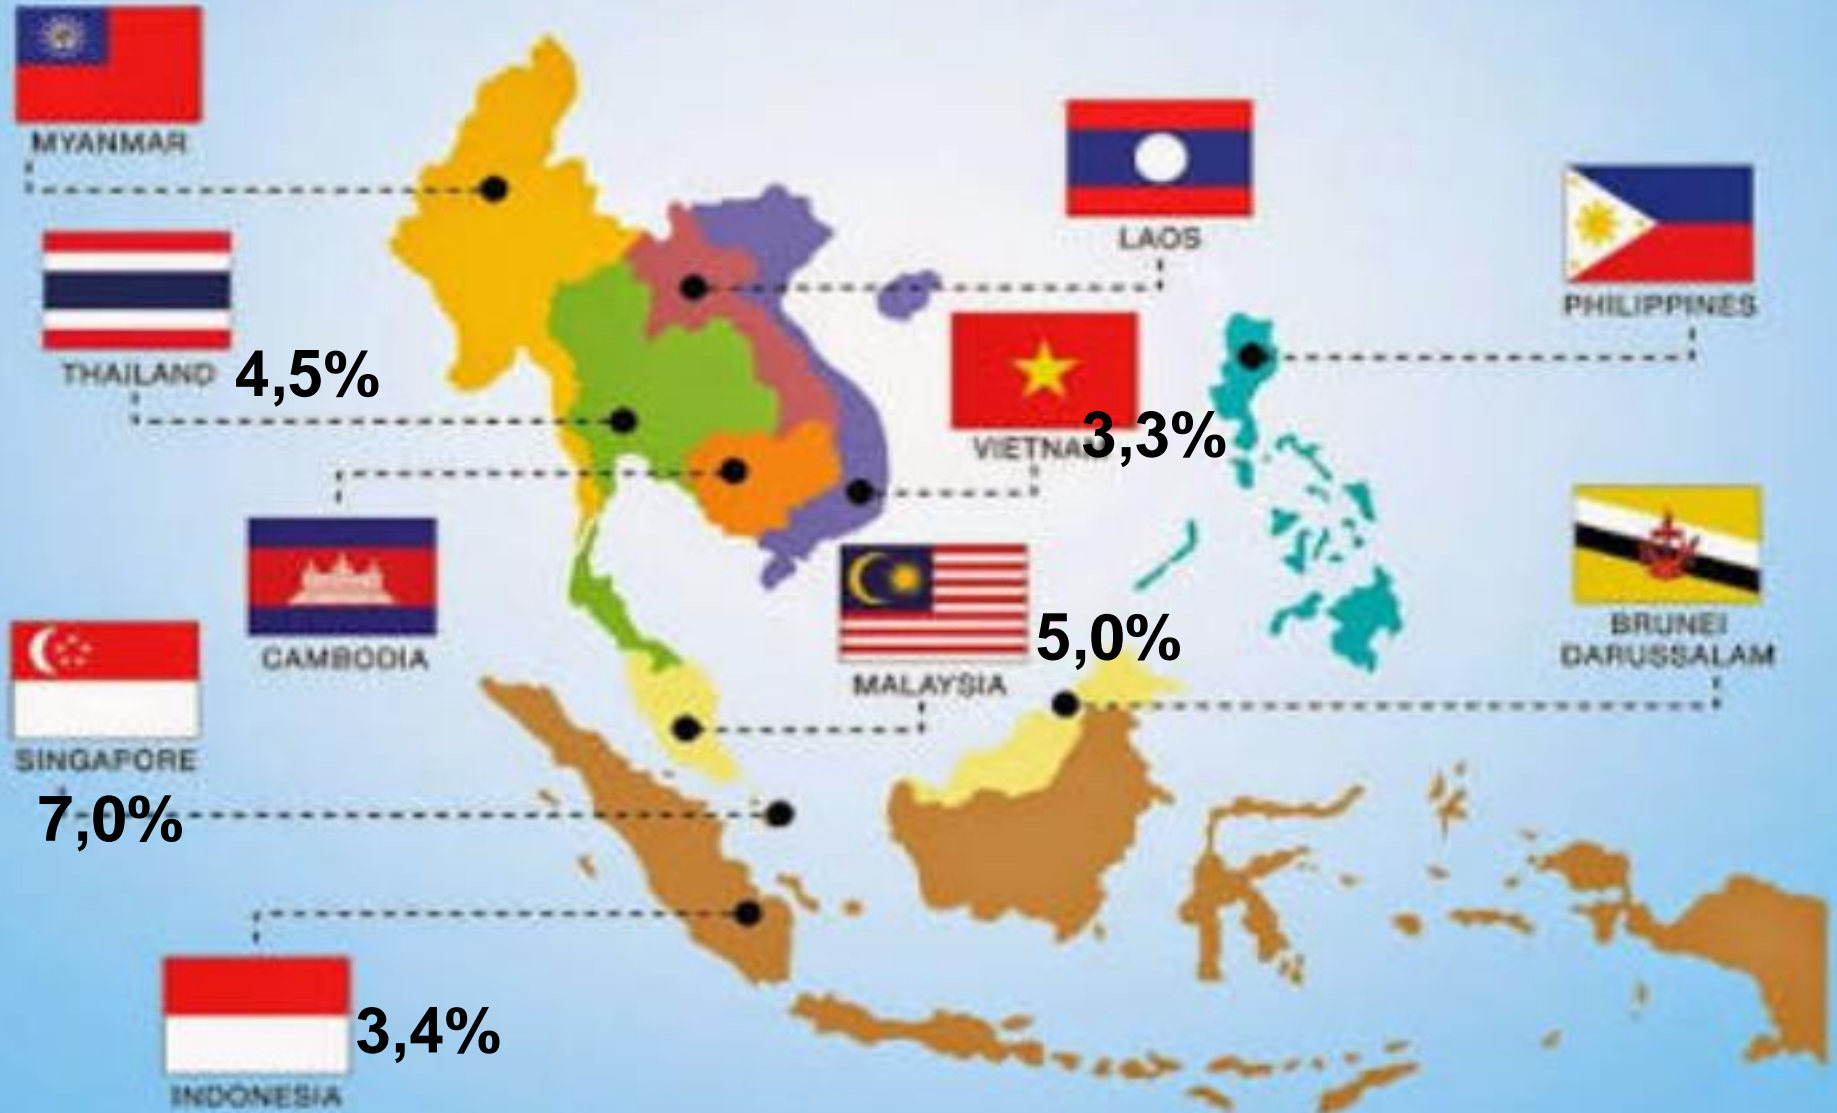 MYANMAR
LAOS
PHILIPPINES
THAILAND
4,5%
3,3%
CAMBODIA
5,0%
MALAYSIA
BRUNEI
DARUSSALAM
SINGAPORE
7,0%
3,4%
INDONESIA